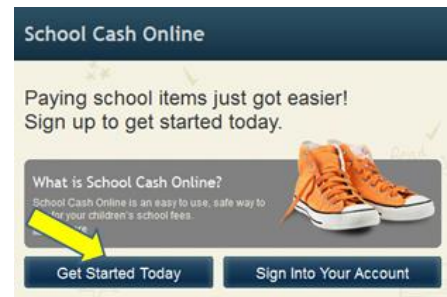 School Cash Online
Paying school items just got easier!
Sign up to get started today.
What is School Cash Online?
School Cash Online is an easy to use, safe way to
for your children's school fees.
Get Started Today
Sign Into Your Account